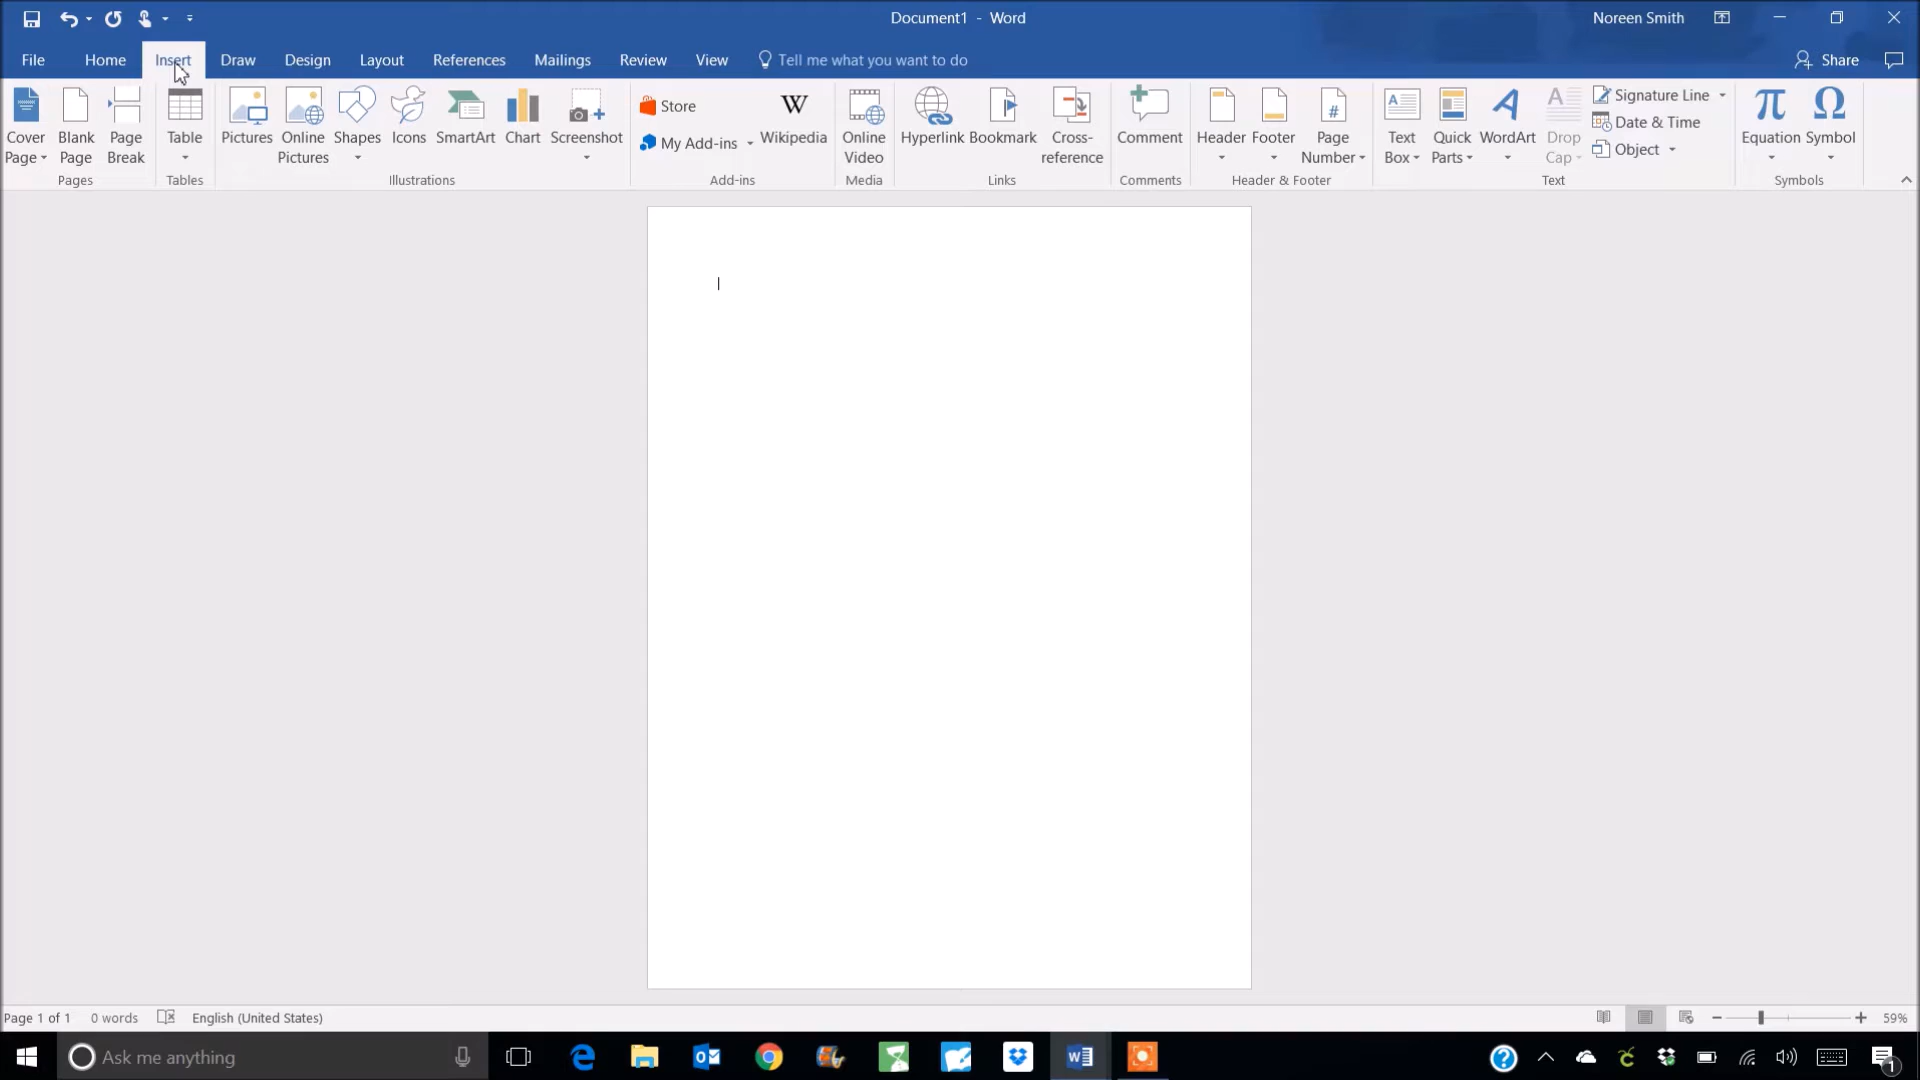 Document1 - Word
Noreen Smith
File Home Insert Draw Design Layout References Mailings Review View Tell me what you want to do Share
Cover Page
Blank Page
Page Break
Pages
Table
Tables
Pictures
Online Pictures
Shapes
Icons
SmartArt
Chart
Screenshot
Illustrations
Store
My Add-ins
W
Wikipedia
Add-ins
Online Video
Media
Hyperlink
Bookmark
Cross-reference
Links
Comment
Comments
Header
Footer
#
Page Number
Header & Footer
A
Text Box
Quick Parts
A
WordArt
A
Drop Cap
Signature Line
Date & Time
Object
Text
π
Equation
Ω
Symbol
Symbols
Page 1 of 1 0 words English (United States) 59%
Ask me anything
1